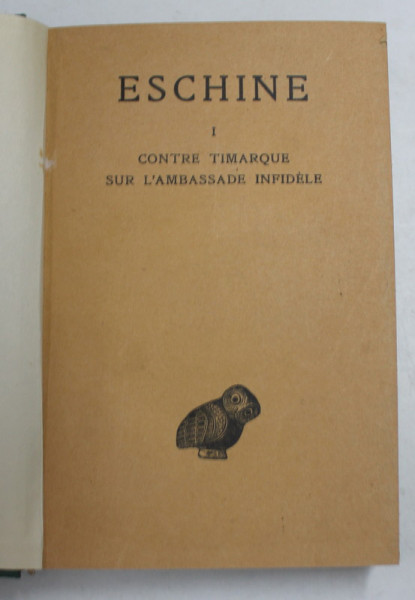 ESCHINE
I
CONTRE TIMARQUE
SUR L'AMBASSADE INFIDÈLE